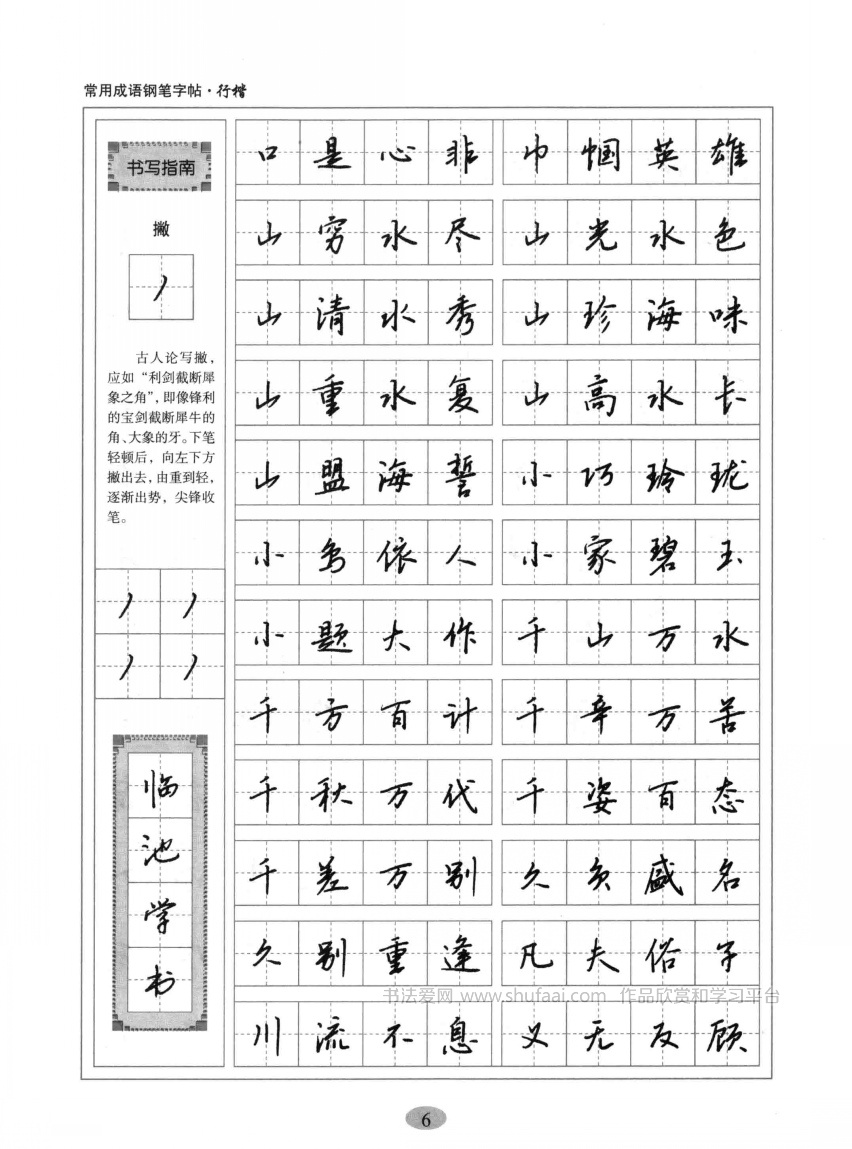 常用成语钢笔字帖·行楷
书写指南
撇
丿
古人论写撇，
应如“利剑截断犀
象之角”，即像锋利
的宝剑截断犀牛的
角、大象的牙。下笔
轻顿后，向左下方
撇出去，由重到轻，
逐渐出势，尖锋收
笔。
丿 丿
丿 丿
临池学书
口是心非 巾帼英雄
山穷水尽 山光水色
山清水秀 山珍海味
山重水复 山高水长
山盟海誓 小巧玲珑
小鸟依人 小家碧玉
小题大作 千山万水
千方百计 千辛万苦
千秋万代 千姿百态
千差万别 久负盛名
久别重逢 凡夫俗子
川流不息 义无反顾
书法爱网 www.shufaai.com 作品欣赏和学习平台
6